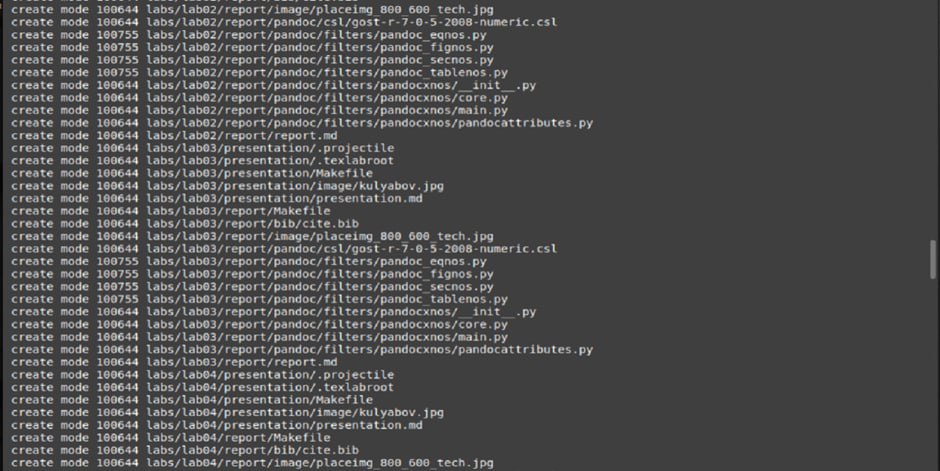 create mode 100644 labs/lab02/report/image/placeimg_800_600_tech.jpg
create mode 100644 labs/lab02/report/pandoc/csl/gost-r-7-0-5-2008-numeric.csl
create mode 100755 labs/lab02/report/pandoc/filters/pandoc_eqnos.py
create mode 100755 labs/lab02/report/pandoc/filters/pandoc_fignos.py
create mode 100755 labs/lab02/report/pandoc/filters/pandoc_secnos.py
create mode 100755 labs/lab02/report/pandoc/filters/pandoc_tablenos.py
create mode 100644 labs/lab02/report/pandoc/filters/pandocxnos/__init__.py
create mode 100644 labs/lab02/report/pandoc/filters/pandocxnos/core.py
create mode 100644 labs/lab02/report/pandoc/filters/pandocxnos/main.py
create mode 100644 labs/lab02/report/pandoc/filters/pandocxnos/pandocattributes.py
create mode 100644 labs/lab02/report/report.md
create mode 100644 labs/lab03/presentation/.projectile
create mode 100644 labs/lab03/presentation/.texlabroot
create mode 100644 labs/lab03/presentation/Makefile
create mode 100644 labs/lab03/presentation/image/kulyabov.jpg
create mode 100644 labs/lab03/presentation/presentation.md
create mode 100644 labs/lab03/report/Makefile
create mode 100644 labs/lab03/report/bib/cite.bib
create mode 100644 labs/lab03/report/image/placeimg_800_600_tech.jpg
create mode 100644 labs/lab03/report/pandoc/csl/gost-r-7-0-5-2008-numeric.csl
create mode 100755 labs/lab03/report/pandoc/filters/pandoc_eqnos.py
create mode 100755 labs/lab03/report/pandoc/filters/pandoc_fignos.py
create mode 100755 labs/lab03/report/pandoc/filters/pandoc_secnos.py
create mode 100755 labs/lab03/report/pandoc/filters/pandoc_tablenos.py
create mode 100644 labs/lab03/report/pandoc/filters/pandocxnos/__init__.py
create mode 100644 labs/lab03/report/pandoc/filters/pandocxnos/core.py
create mode 100644 labs/lab03/report/pandoc/filters/pandocxnos/main.py
create mode 100644 labs/lab03/report/pandoc/filters/pandocxnos/pandocattributes.py
create mode 100644 labs/lab03/report/report.md
create mode 100644 labs/lab04/presentation/.projectile
create mode 100644 labs/lab04/presentation/.texlabroot
create mode 100644 labs/lab04/presentation/Makefile
create mode 100644 labs/lab04/presentation/image/kulyabov.jpg
create mode 100644 labs/lab04/presentation/presentation.md
create mode 100644 labs/lab04/report/Makefile
create mode 100644 labs/lab04/report/bib/cite.bib
create mode 100644 labs/lab04/report/image/placeimg_800_600_tech.jpg